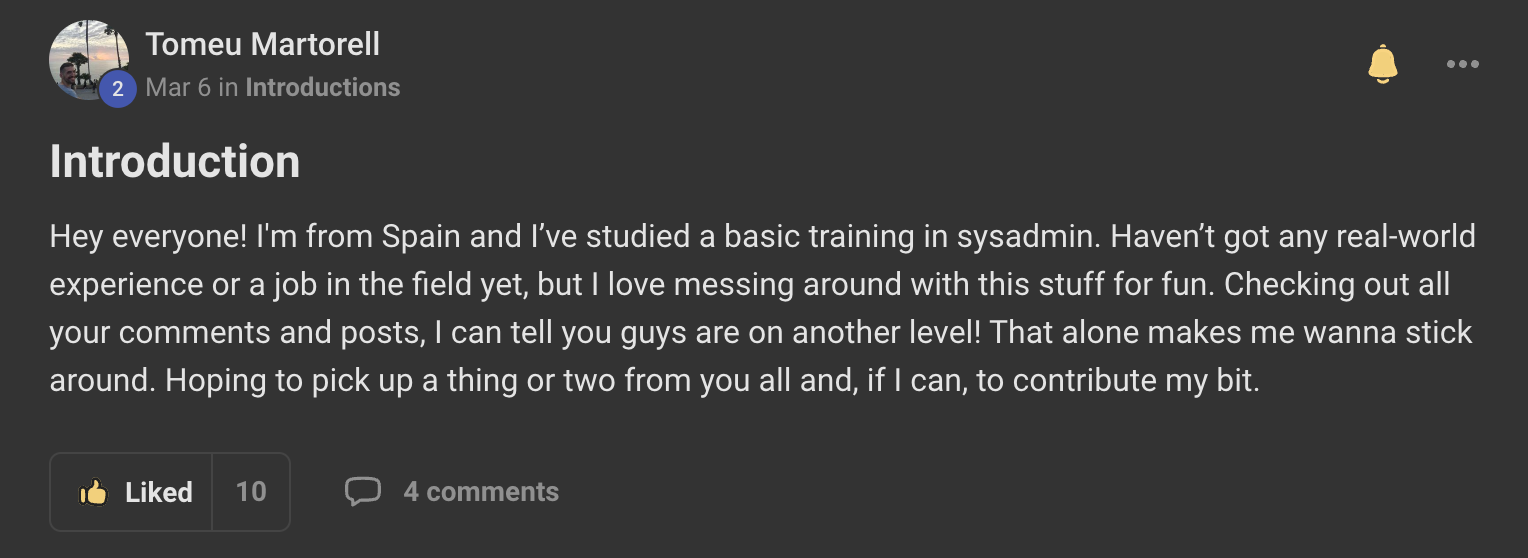 Tomeu Martorell
2 Mar 6 in Introductions
Introduction
Hey everyone! I'm from Spain and I’ve studied a basic training in sysadmin. Haven’t got any real-world
experience or a job in the field yet, but I love messing around with this stuff for fun. Checking out all
your comments and posts, I can tell you guys are on another level! That alone makes me wanna stick
around. Hoping to pick up a thing or two from you all and, if I can, to contribute my bit.
Liked 10 4 comments